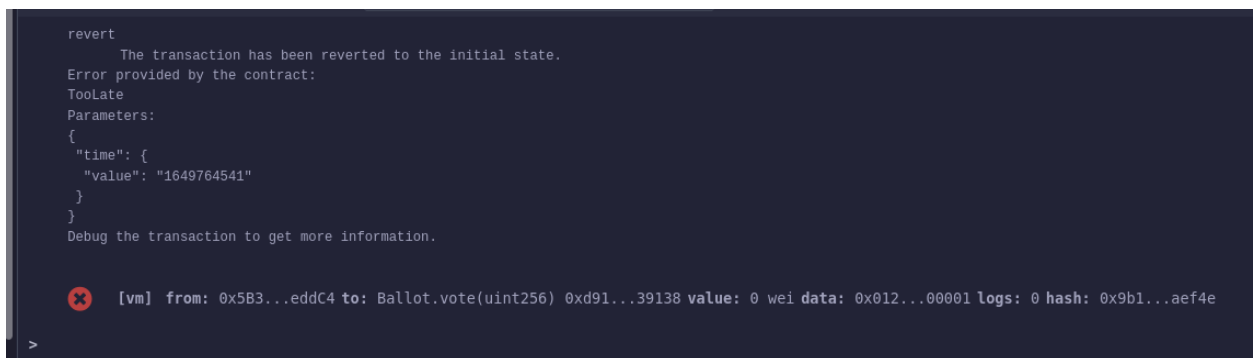 revert
The transaction has been reverted to the initial state.
Error provided by the contract:
TooLate
Parameters:
{
"time": {
"value": "1649764541"
}
}
Debug the transaction to get more information.
[vm] from: 0x5B3...eddC4 to: Ballot.vote(uint256) 0xd91...39138 value: 0 wei data: 0x012...00001 logs: 0 hash: 0x9b1...aef4e
>